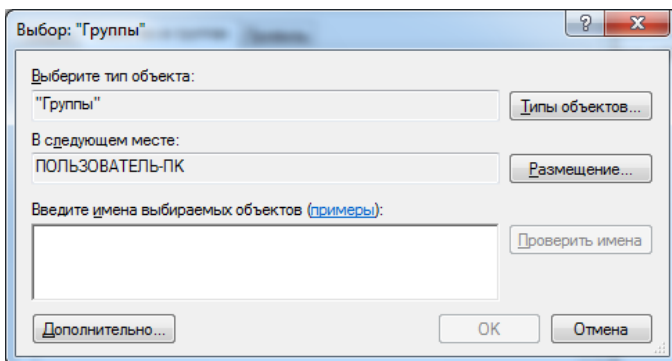 Выбор: "Группы"
Выберите тип объекта:
"Группы"
Типы объектов...
В следующем месте:
ПОЛЬЗОВАТЕЛЬ-ПК
Размещение...
Введите имена выбираемых объектов (примеры):
Проверить имена
Дополнительно...
ОК
Отмена